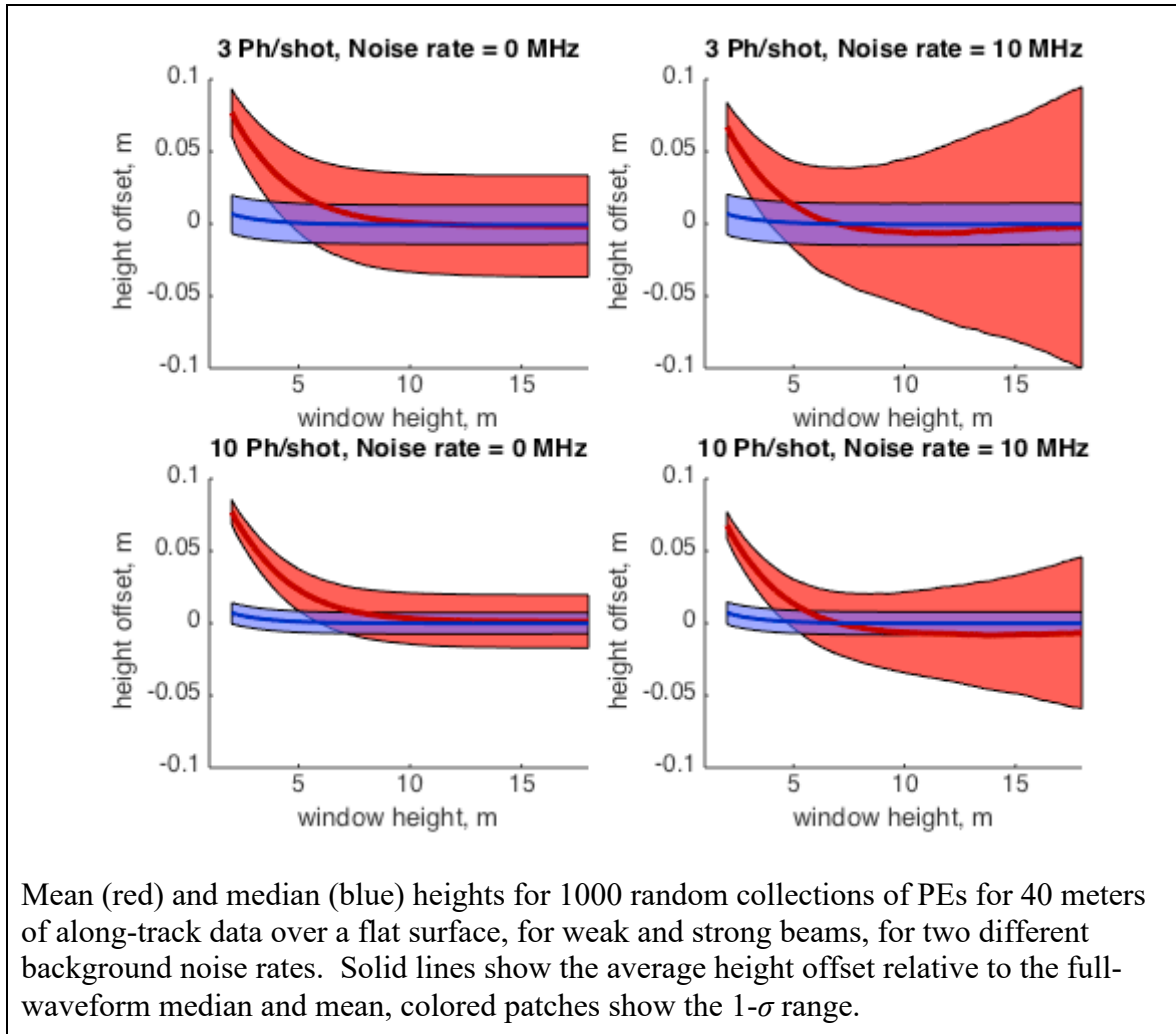 3 Ph/shot, Noise rate = 0 MHz
0.1
0.05
0
-0.05
-0.1
height offset, m
5 10 15
window height, m
3 Ph/shot, Noise rate = 10 MHz
0.1
0.05
0
-0.05
-0.1
height offset, m
5 10 15
window height, m
10 Ph/shot, Noise rate = 0 MHz
0.1
0.05
0
-0.05
-0.1
height offset, m
5 10 15
window height, m
10 Ph/shot, Noise rate = 10 MHz
0.1
0.05
0
-0.05
-0.1
height offset, m
5 10 15
window height, m
Mean (red) and median (blue) heights for 1000 random collections of PEs for 40 meters
of along-track data over a flat surface, for weak and strong beams, for two different
background noise rates.  Solid lines show the average height offset relative to the full-
waveform median and mean, colored patches show the 1-σ range.